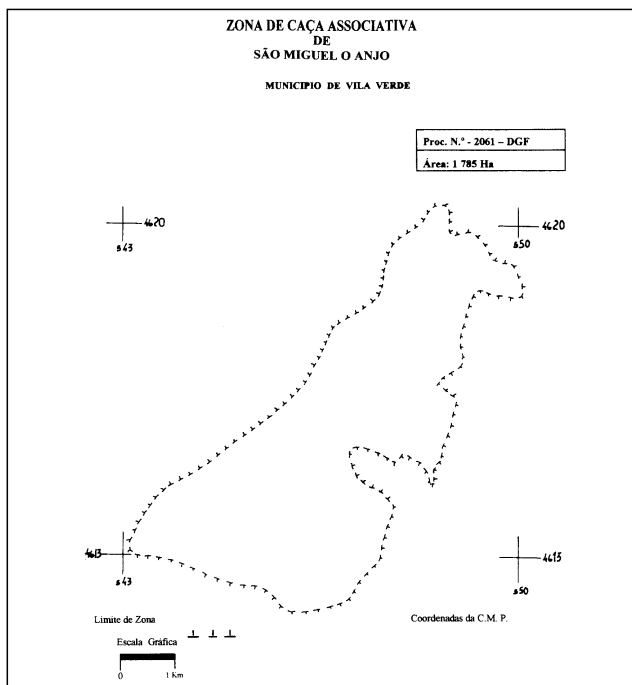 ZONA DE CAÇA ASSOCIATIVA
DE
SÃO MIGUEL O ANJO
MUNICIPIO DE VILA VERDE
Proc. N.º - 2061 – DGF
Área: 1 785 Ha
4620
543
4620
550
4613
543
4613
550
Limite de Zona
Coordenadas da C.M. P.
Escala Gráfica
0 1 Km